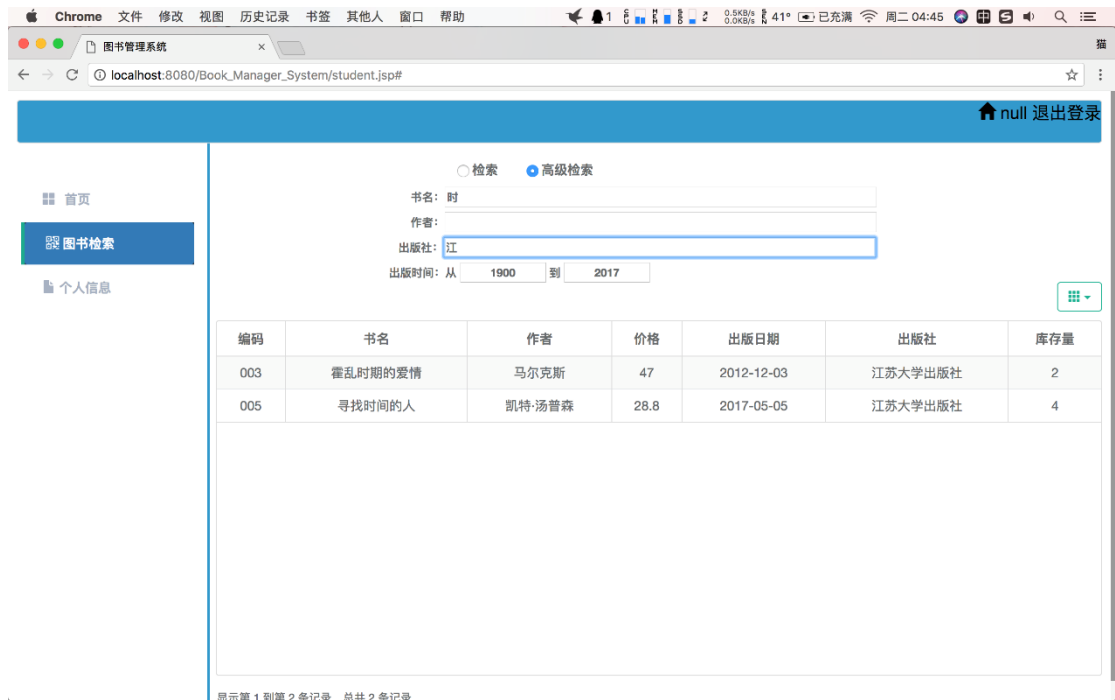 Chrome 文件 修改 视图 历史记录 书签 其他人 窗口 帮助 1 0.5KB/s 0.0KB/s 41° 已充满 周二 04:45 中
图书管理系统 猫
localhost:8080/Book_Manager_System/student.jsp#
null 退出登录
检索 高级检索
首页
书名: 时
作者:
图书检索
出版社: 江
出版时间: 从 1900 到 2017
个人信息
编码 书名 作者 价格 出版日期 出版社 库存量
003 霍乱时期的爱情 马尔克斯 47 2012-12-03 江苏大学出版社 2
005 寻找时间的人 凯特·汤普森 28.8 2017-05-05 江苏大学出版社 4
显示第 1 到第 2 条记录，总共 2 条记录